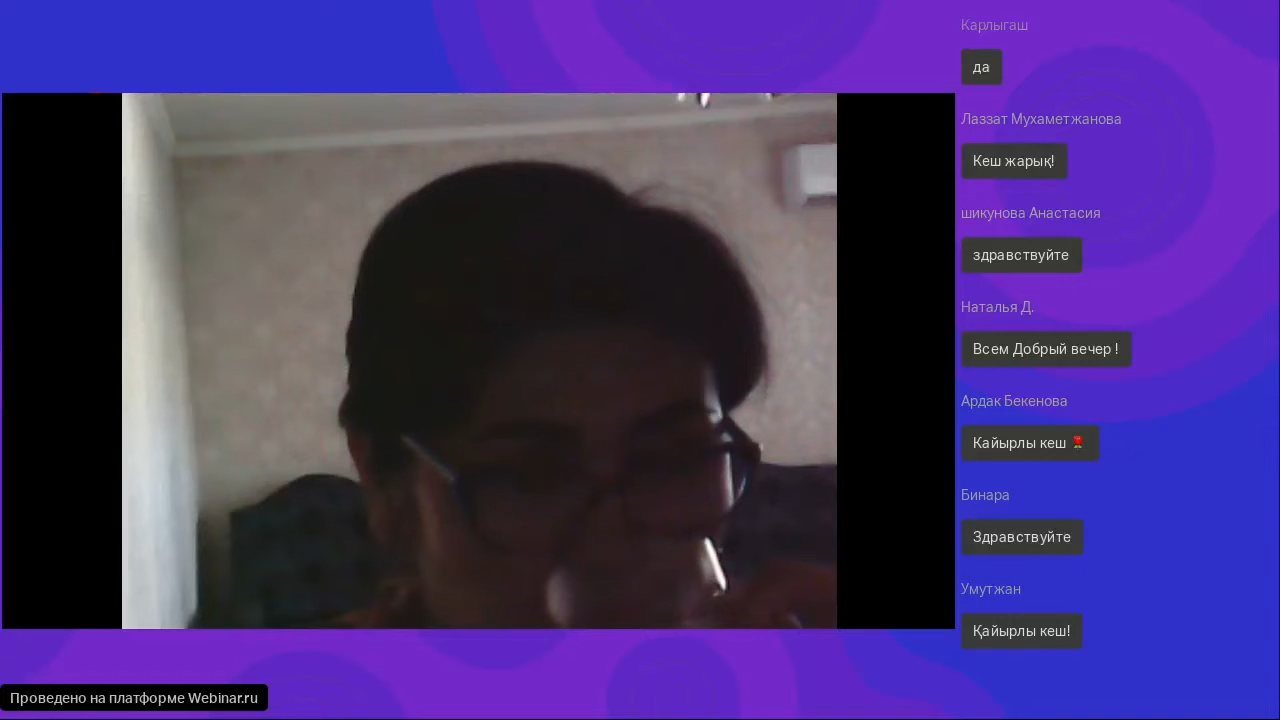 Карлыгаш
да
Лаззат Мухаметжанова
Кеш жарық!
шикунова Анастасия
здравствуйте
Наталья Д.
Всем Добрый вечер !
Ардак Бекенова
Кайырлы кеш 🌹
Бинара
Здравствуйте
Умутжан
Қайырлы кеш!
Проведено на платформе Webinar.ru